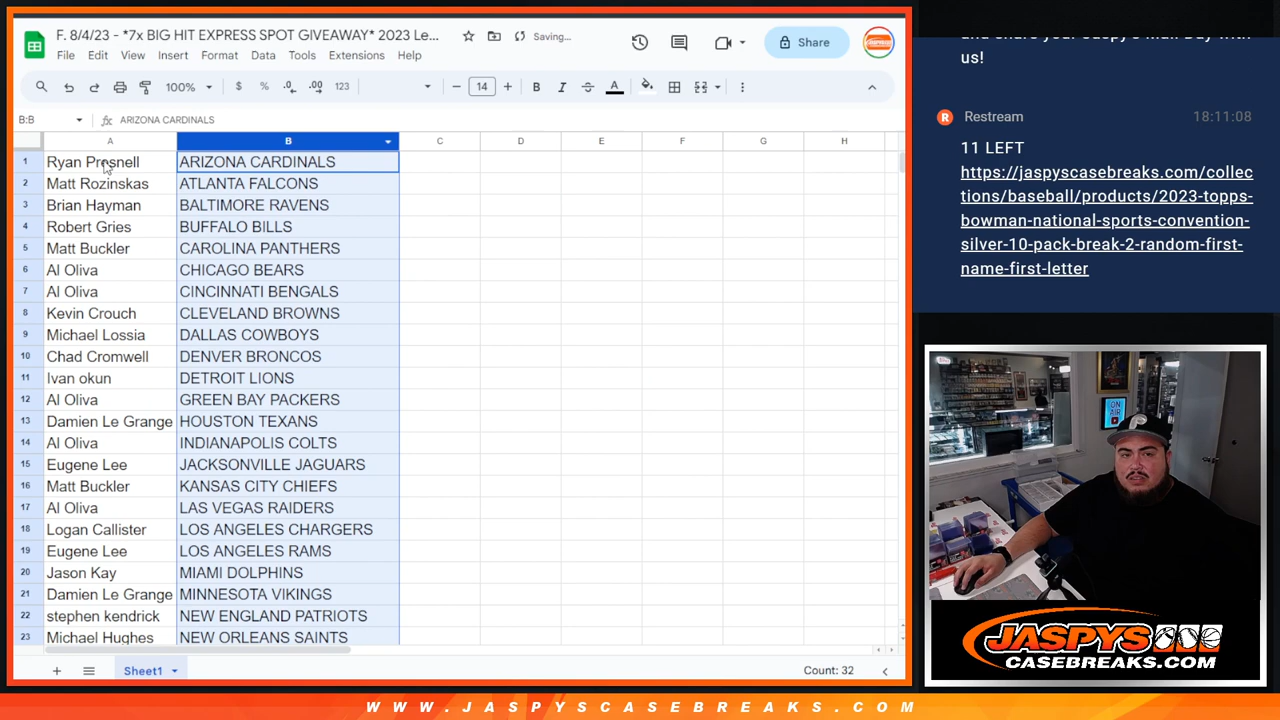 F. 8/4/23 - *7x BIG HIT EXPRESS SPOT GIVEAWAY* 2023 Le...
Saving...
Share
File Edit View Insert Format Data Tools Extensions Help
100% $ % .0 .00 123 14 B I S A
B:B fx ARIZONA CARDINALS
A B C D E F G H
1 Ryan Presnell ARIZONA CARDINALS
2 Matt Rozinskas ATLANTA FALCONS
3 Brian Hayman BALTIMORE RAVENS
4 Robert Gries BUFFALO BILLS
5 Matt Buckler CAROLINA PANTHERS
6 Al Oliva CHICAGO BEARS
7 Al Oliva CINCINNATI BENGALS
8 Kevin Crouch CLEVELAND BROWNS
9 Michael Lossia DALLAS COWBOYS
10 Chad Cromwell DENVER BRONCOS
11 Ivan okun DETROIT LIONS
12 Al Oliva GREEN BAY PACKERS
13 Damien Le Grange HOUSTON TEXANS
14 Al Oliva INDIANAPOLIS COLTS
15 Eugene Lee JACKSONVILLE JAGUARS
16 Matt Buckler KANSAS CITY CHIEFS
17 Al Oliva LAS VEGAS RAIDERS
18 Logan Callister LOS ANGELES CHARGERS
19 Eugene Lee LOS ANGELES RAMS
20 Jason Kay MIAMI DOLPHINS
21 Damien Le Grange MINNESOTA VIKINGS
22 stephen kendrick NEW ENGLAND PATRIOTS
23 Michael Hughes NEW ORLEANS SAINTS
Sheet1
Count: 32
us!
R Restream 18:11:08
11 LEFT
https://jaspyscasebreaks.com/collec
tions/baseball/products/2023-topps-
bowman-national-sports-convention-
silver-10-pack-break-2-random-first-
name-first-letter
ON
AIR
JASPYS
CASEBREAKS.COM
WWW.JASPYSCASEBREAKS.COM